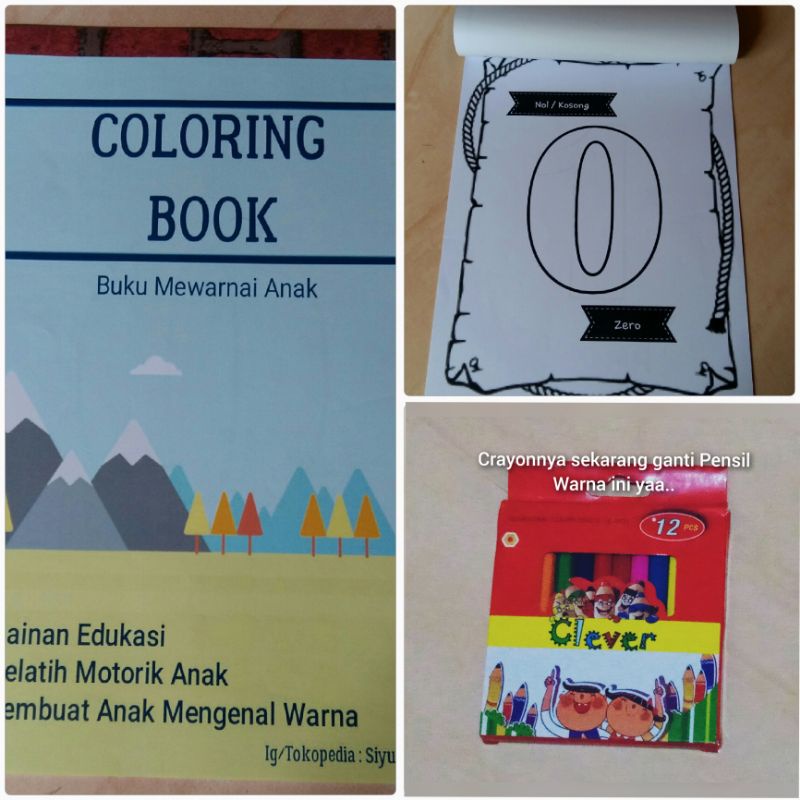 COLORING
BOOK
Buku Mewarnai Anak
ainan Edukasi
elatih Motorik Anak
embuat Anak Mengenal Warna
Ig/Tokopedia : Siyu
Nol / Kosong
0
Zero
Crayonnya sekarang ganti Pensil
Warna ini yaa..
12 PCS
Clever